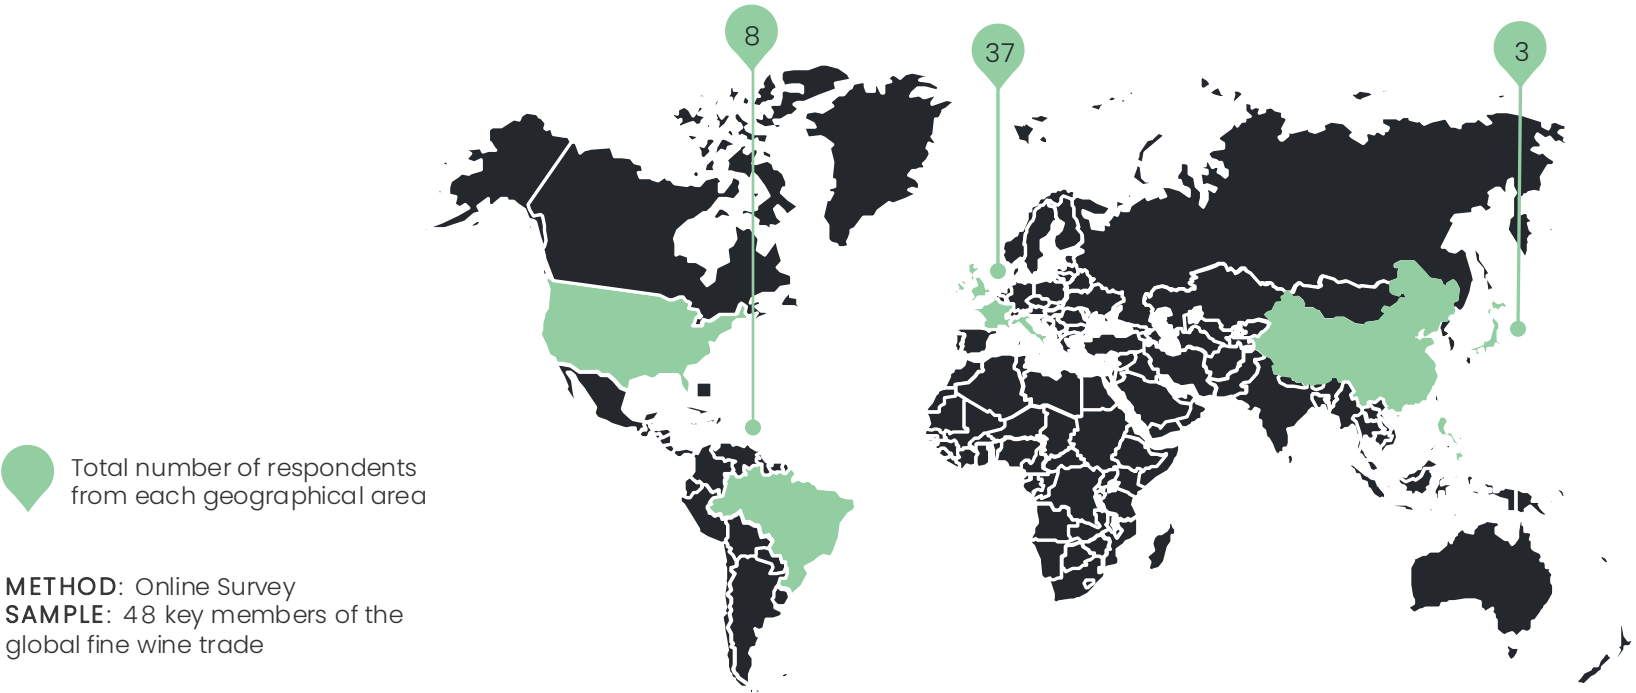 8
37
3
Total number of respondents
from each geographical area
METHOD: Online Survey
SAMPLE: 48 key members of the
global fine wine trade